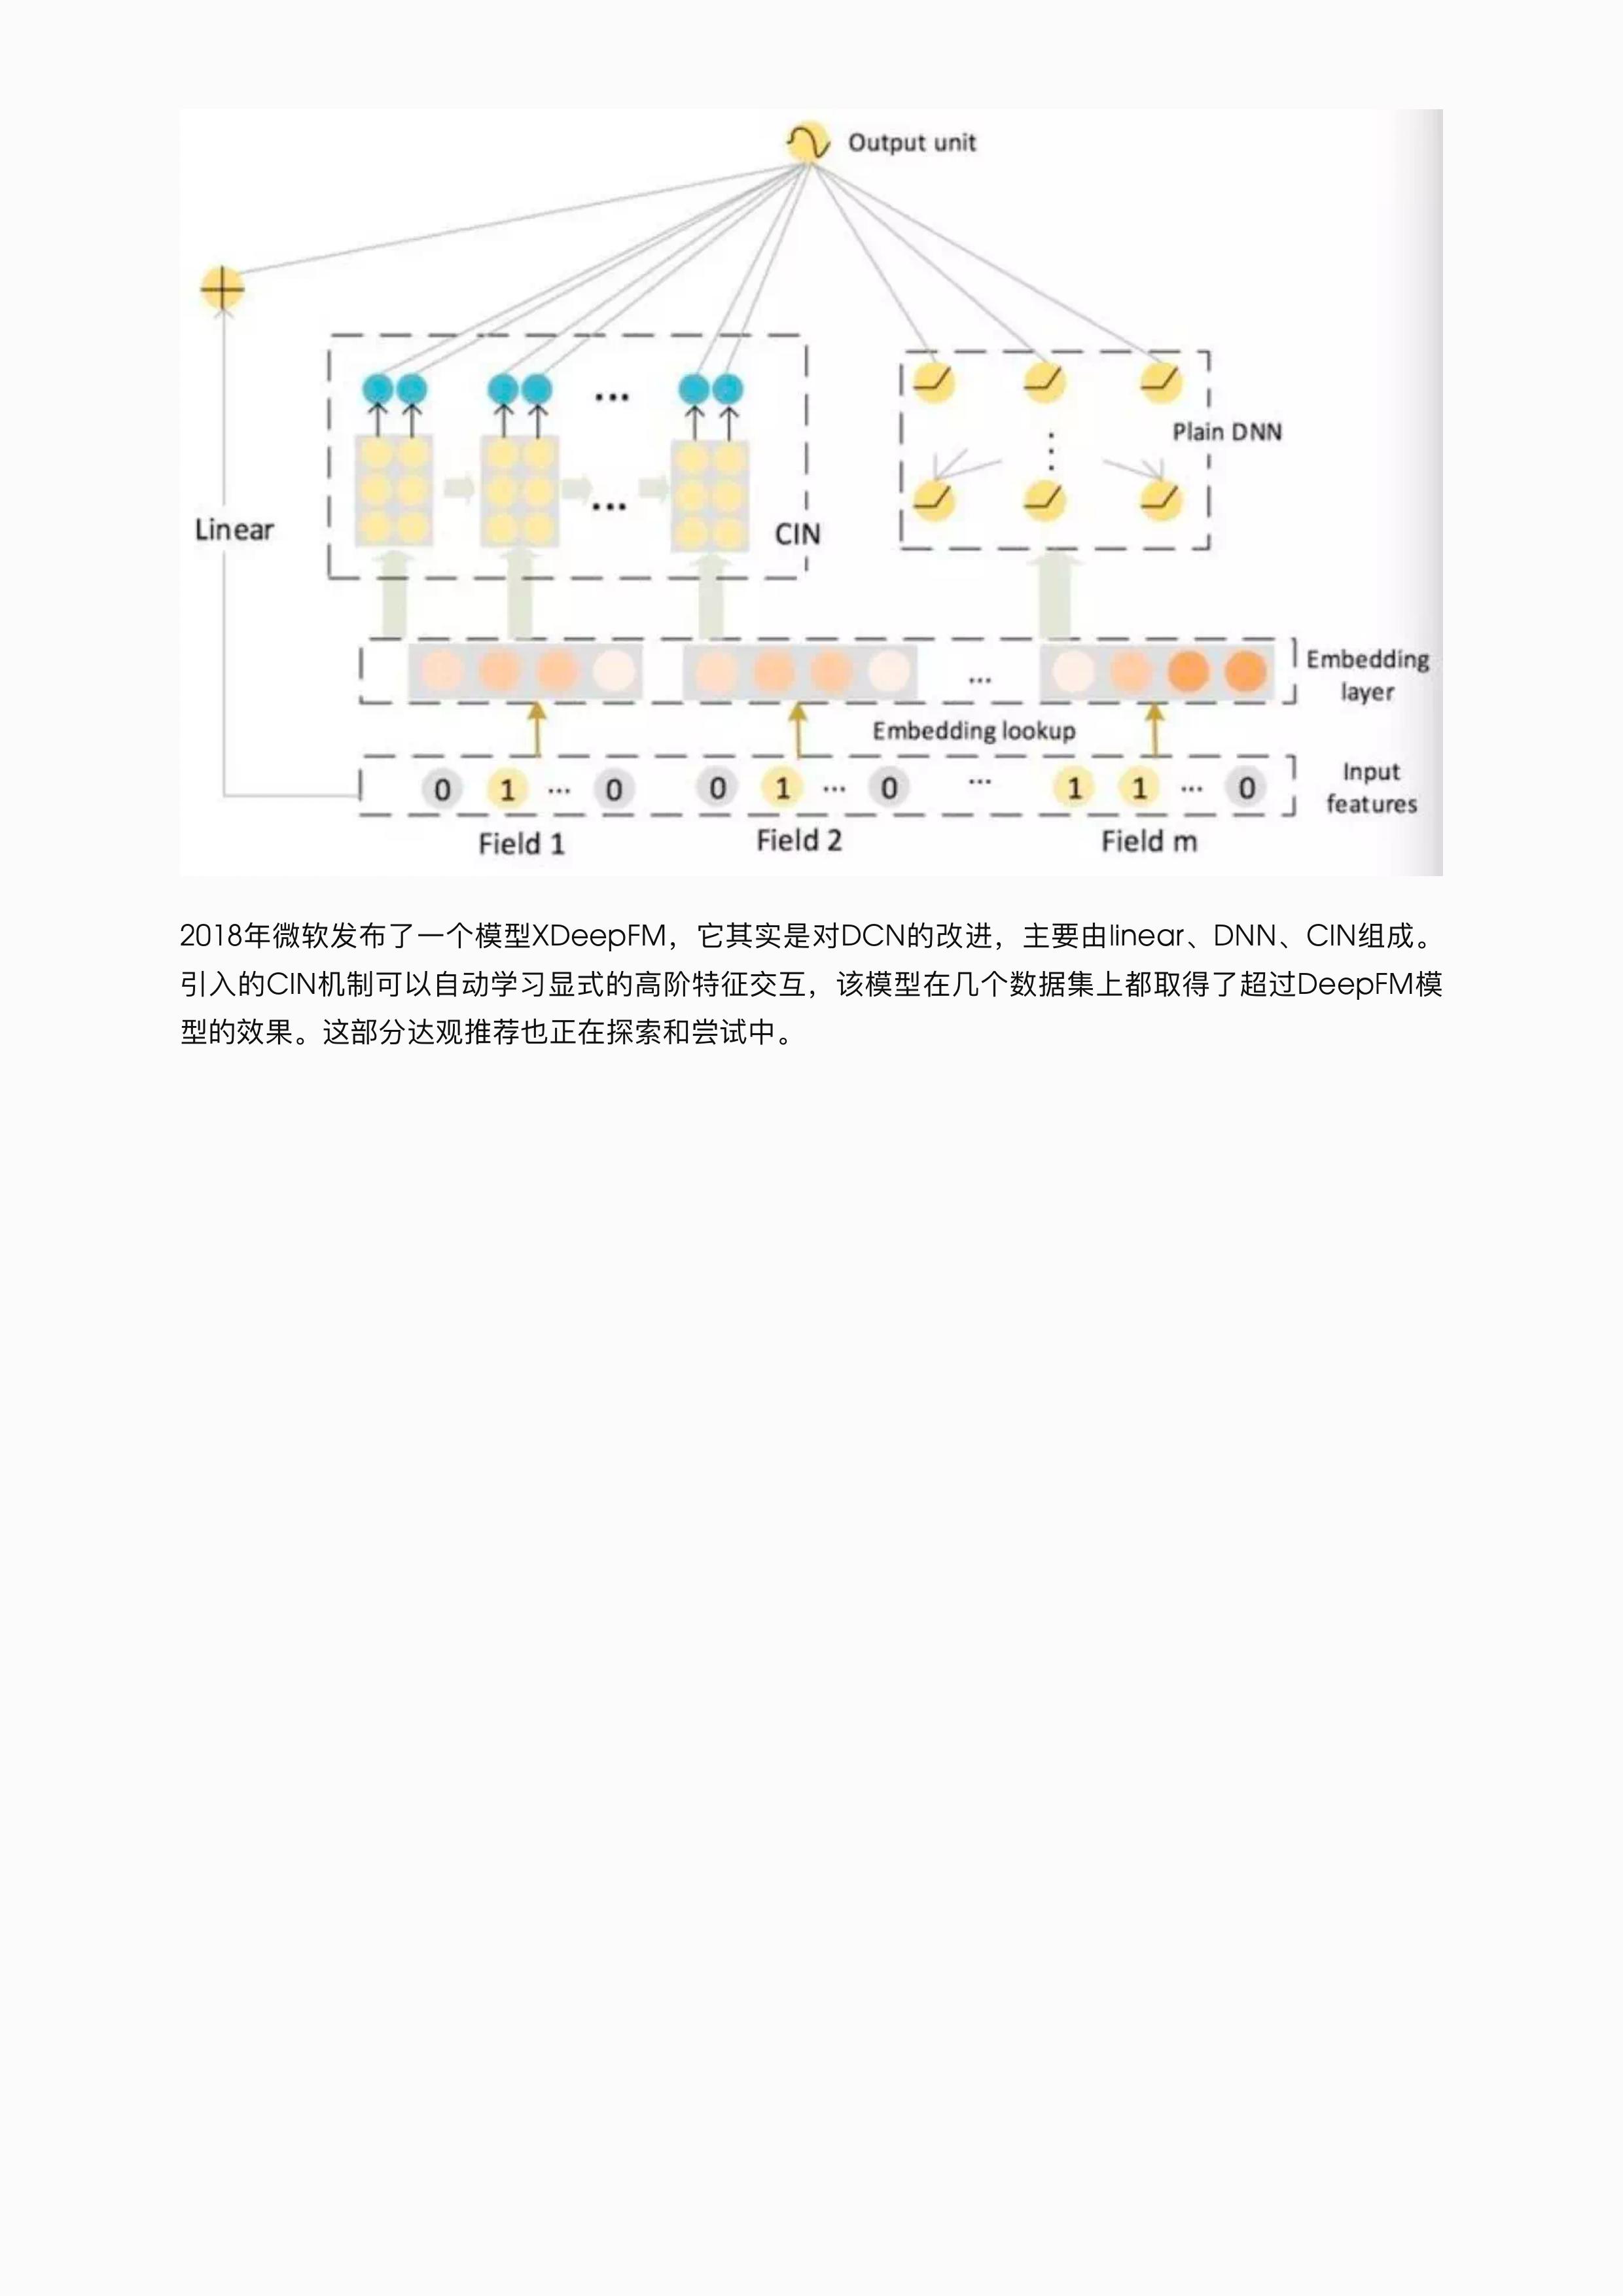 Output unit
Plain DNN
Linear
...
...
CIN
Embedding
layer
...
Embedding lookup
0 1 ... 0 0 1 ... 0 ... 1 1 ... 0
Input
features
Field 1 Field 2 Field m
2018年微软发布了一个模型XDeepFM，它其实是对DCN的改进，主要由linear、DNN、CIN组成。
引入的CIN机制可以自动学习显式的高阶特征交互，该模型在几个数据集上都取得了超过DeepFM模
型的效果。这部分达观推荐也正在探索和尝试中。